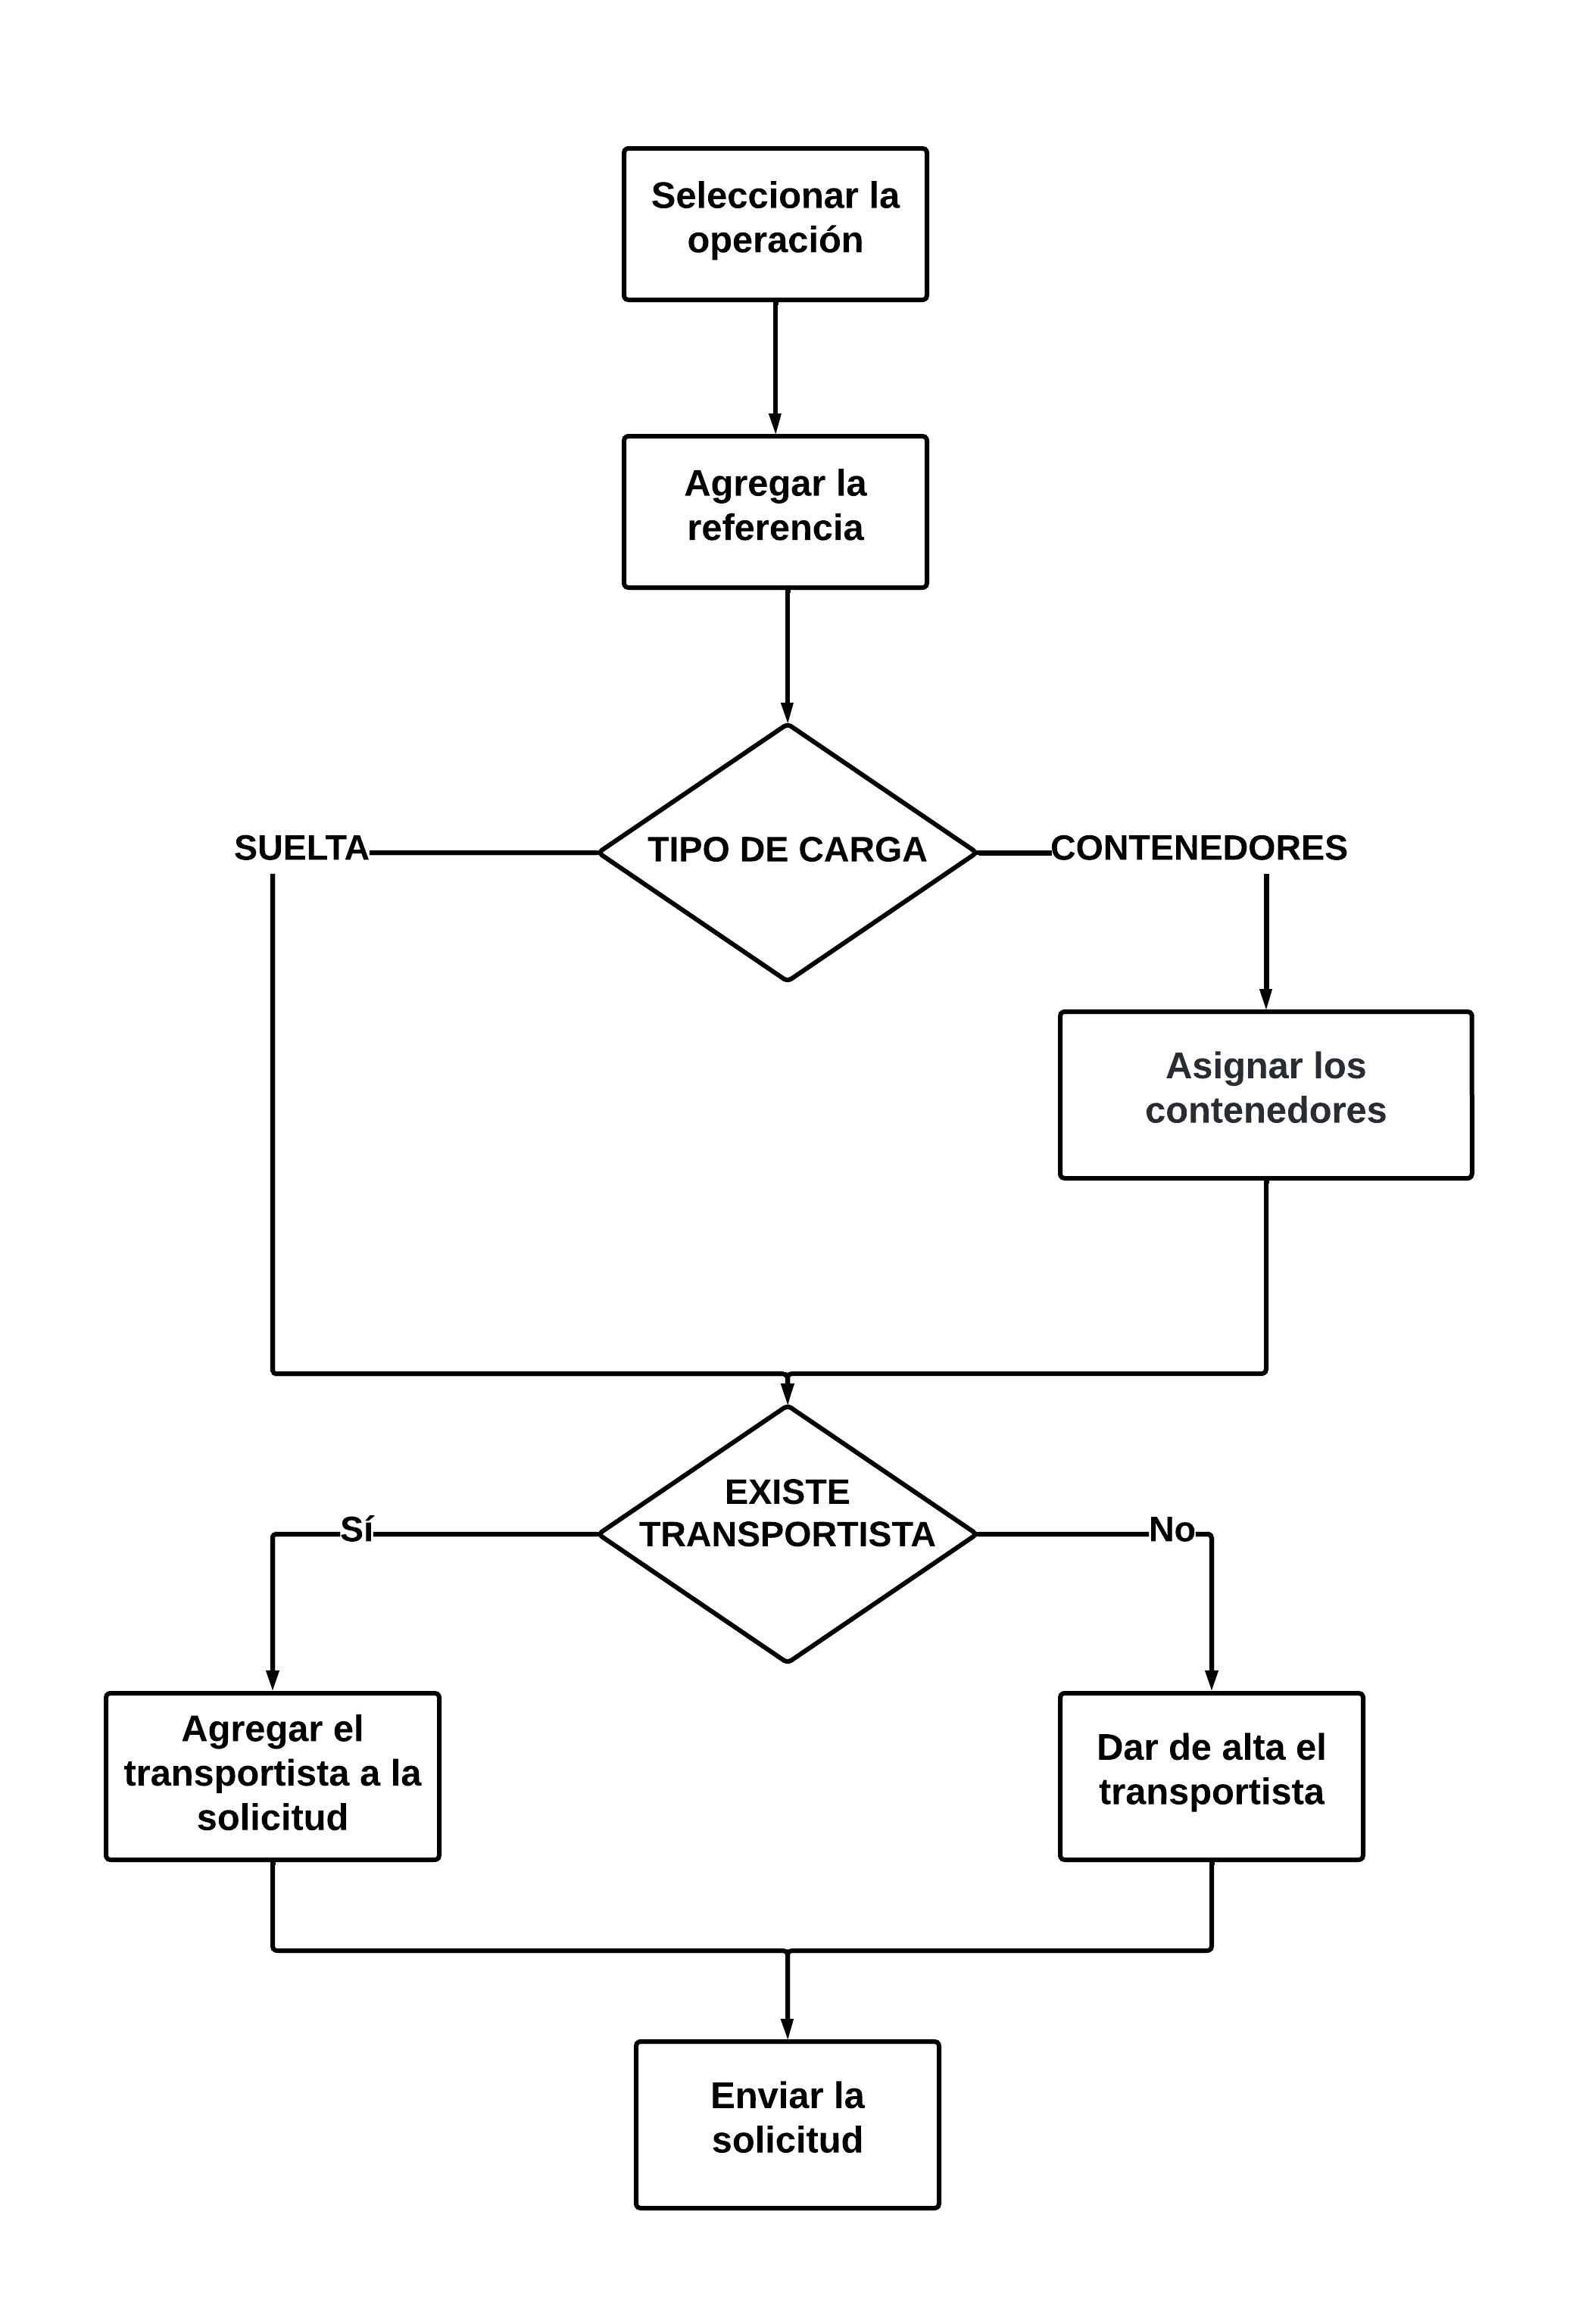 Seleccionar la
operación
Agregar la
referencia
SUELTA
TIPO DE CARGA
CONTENEDORES
Asignar los
contenedores
EXISTE
TRANSPORTISTA
Sí
No
Agregar el
transportista a la
solicitud
Dar de alta el
transportista
Enviar la
solicitud